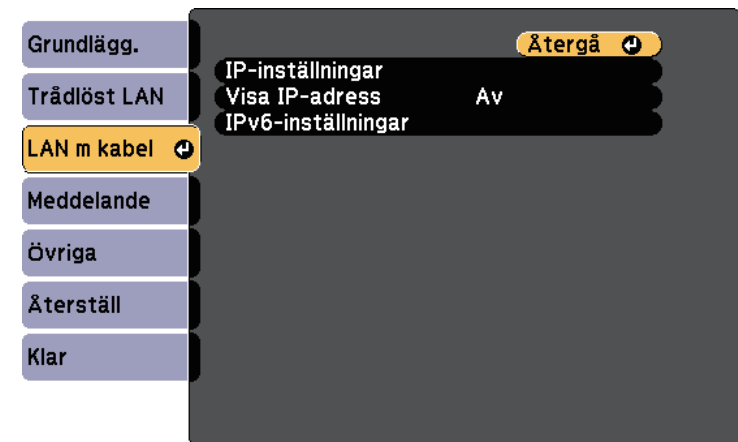 Grundlägg.
Trådlöst LAN
LAN m kabel
Meddelande
Övriga
Återställ
Klar
Återgå
IP-inställningar
Visa IP-adress Av
IPv6-inställningar